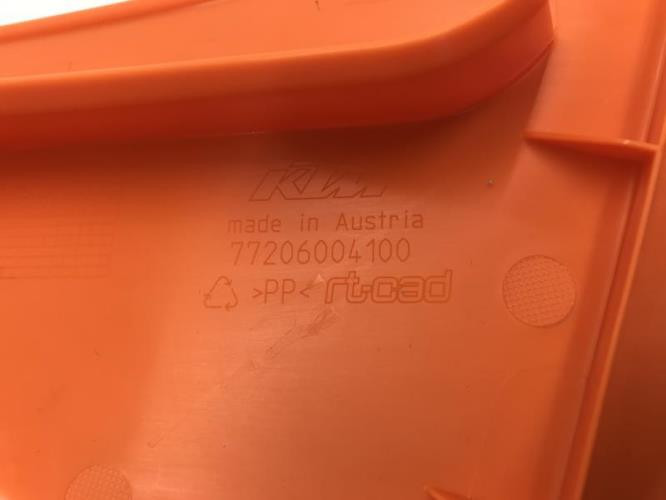 KTM
made in Austria
77206004100
>PP< rt-cad